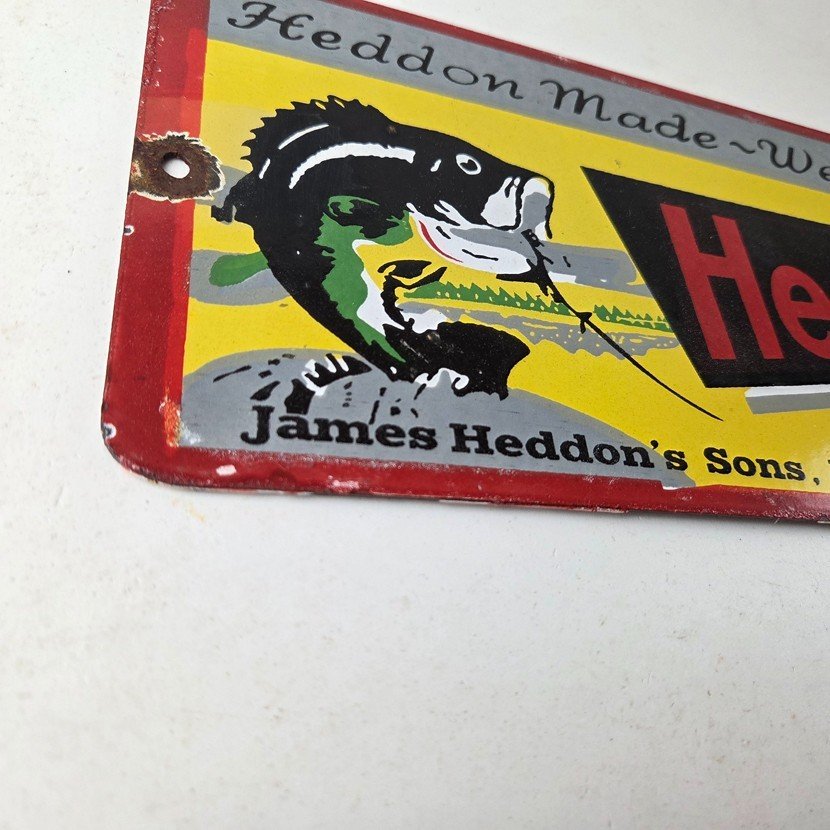 Heddon Made ~ We
He
James Heddon's Sons,